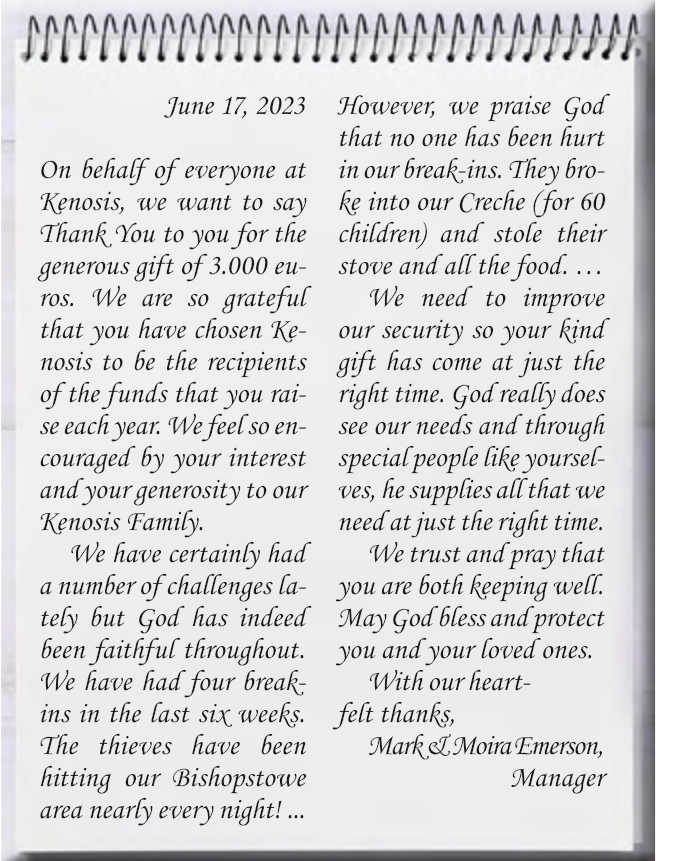 June 17, 2023
On behalf of everyone at
Kenosis, we want to say
Thank You to you for the
generous gift of 3.000 eu-
ros. We are so grateful
that you have chosen Ke-
nosis to be the recipients
of the funds that you rai-
se each year. We feel so en-
couraged by your interest
and your generosity to our
Kenosis Family.
We have certainly had
a number of challenges la-
tely but God has indeed
been faithful throughout.
We have had four break-
ins in the last six weeks.
The thieves have been
hitting our Bishopstowe
area nearly every night! ...
However, we praise God
that no one has been hurt
in our break-ins. They bro-
ke into our Creche (for 60
children) and stole their
stove and all the food. ...
We need to improve
our security so your kind
gift has come at just the
right time. God really does
see our needs and through
special people like yoursel-
ves, he supplies all that we
need at just the right time.
We trust and pray that
you are both keeping well.
May God bless and protect
you and your loved ones.
With our heart-
felt thanks,
Mark & Moira Emerson,
Manager